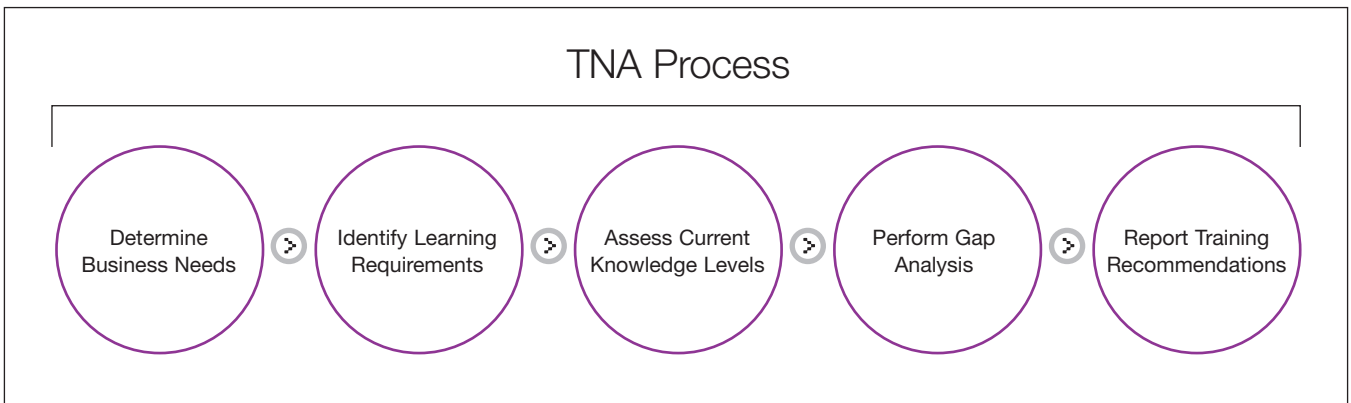 TNA Process
Determine
Business Needs
Identify Learning
Requirements
Assess Current
Knowledge Levels
Perform Gap
Analysis
Report Training
Recommendations